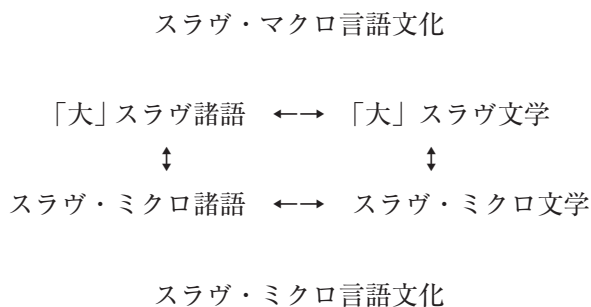 スラヴ・マクロ言語文化
「大」スラヴ諸語 ←→ 「大」スラヴ文学
↕ ↕
スラヴ・ミクロ諸語 ←→ スラヴ・ミクロ文学
スラヴ・ミクロ言語文化